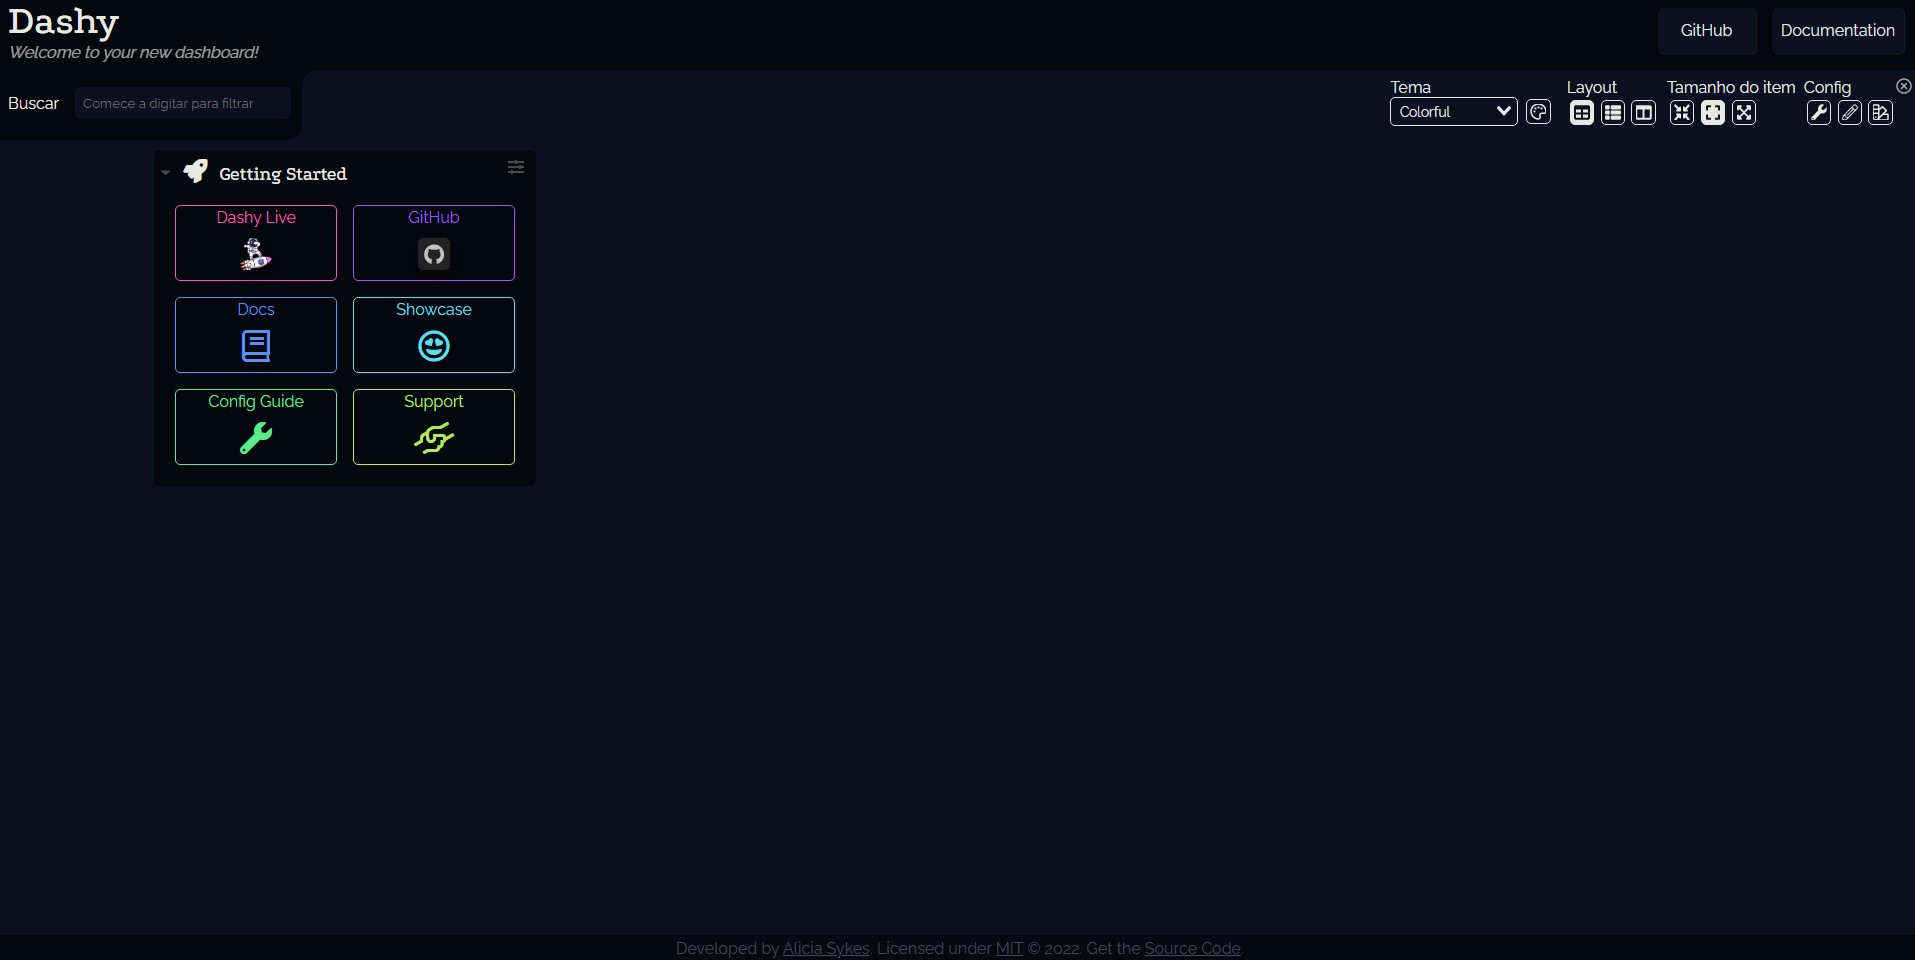 Dashy
Welcome to your new dashboard!
GitHub
Documentation
Buscar
Comece a digitar para filtrar
Tema
Colorful
Layout
Tamanho do item
Config
Getting Started
Dashy Live
GitHub
Docs
Showcase
Config Guide
Support
Developed by Alicia Sykes. Licensed under MIT © 2022. Get the Source Code.